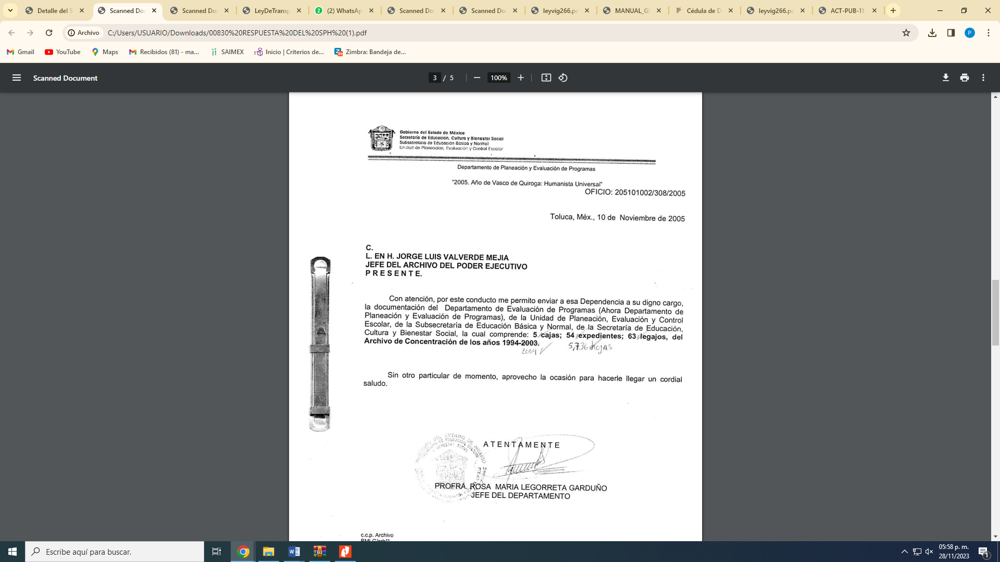 Detalle del S
Scanned Do
Scanned Do
LeyDeTransp
(2) WhatsAp
Scanned Do
Scanned Do
leyvig266.p
MANUAL_G
Cédula de D
leyvig266.p
ACT-PUB-11
Archivo
C:/Users/USUARIO/Downloads/00830%20RESPUESTA%20DEL%20SPH%20(1).pdf
P
Gmail
YouTube
Maps
Recibidos (81) - ma...
SAIMEX
Inicio | Criterios de...
Zimbra: Bandeja de...
Scanned Document
3 / 5
100%
Gobierno del Estado de México
Secretaría de Educación, Cultura y Bienestar Social
Subsecretaría de Educación Básica y Normal
Unidad de Planeación, Evaluación y Control Escolar
Departamento de Planeación y Evaluación de Programas
"2005. Año de Vasco de Quiroga: Humanista Universal"
OFICIO: 205101002/308/2005
Toluca, Méx., 10 de Noviembre de 2005
C.
L. EN H. JORGE LUIS VALVERDE MEJIA
JEFE DEL ARCHIVO DEL PODER EJECUTIVO
P R E S E N T E.
Con atención, por este conducto me permito enviar a esa Dependencia a su digno cargo,
la documentación del Departamento de Evaluación de Programas (Ahora Departamento de
Planeación y Evaluación de Programas), de la Unidad de Planeación, Evaluación y Control
Escolar, de la Subsecretaría de Educación Básica y Normal, de la Secretaría de Educación,
Cultura y Bienestar Social, la cual comprende: 5 cajas; 54 expedientes; 63 legajos, del
Archivo de Concentración de los años 1994-2003.
2004 hojas
Sin otro particular de momento, aprovecho la ocasión para hacerle llegar un cordial
saludo.
A T E N T A M E N T E
PROFRA. ROSA MARIA LEGORRETA GARDUÑO
JEFE DEL DEPARTAMENTO
c.c.p. Archivo
Escribe aquí para buscar.
05:58 p. m.
28/11/2023
1